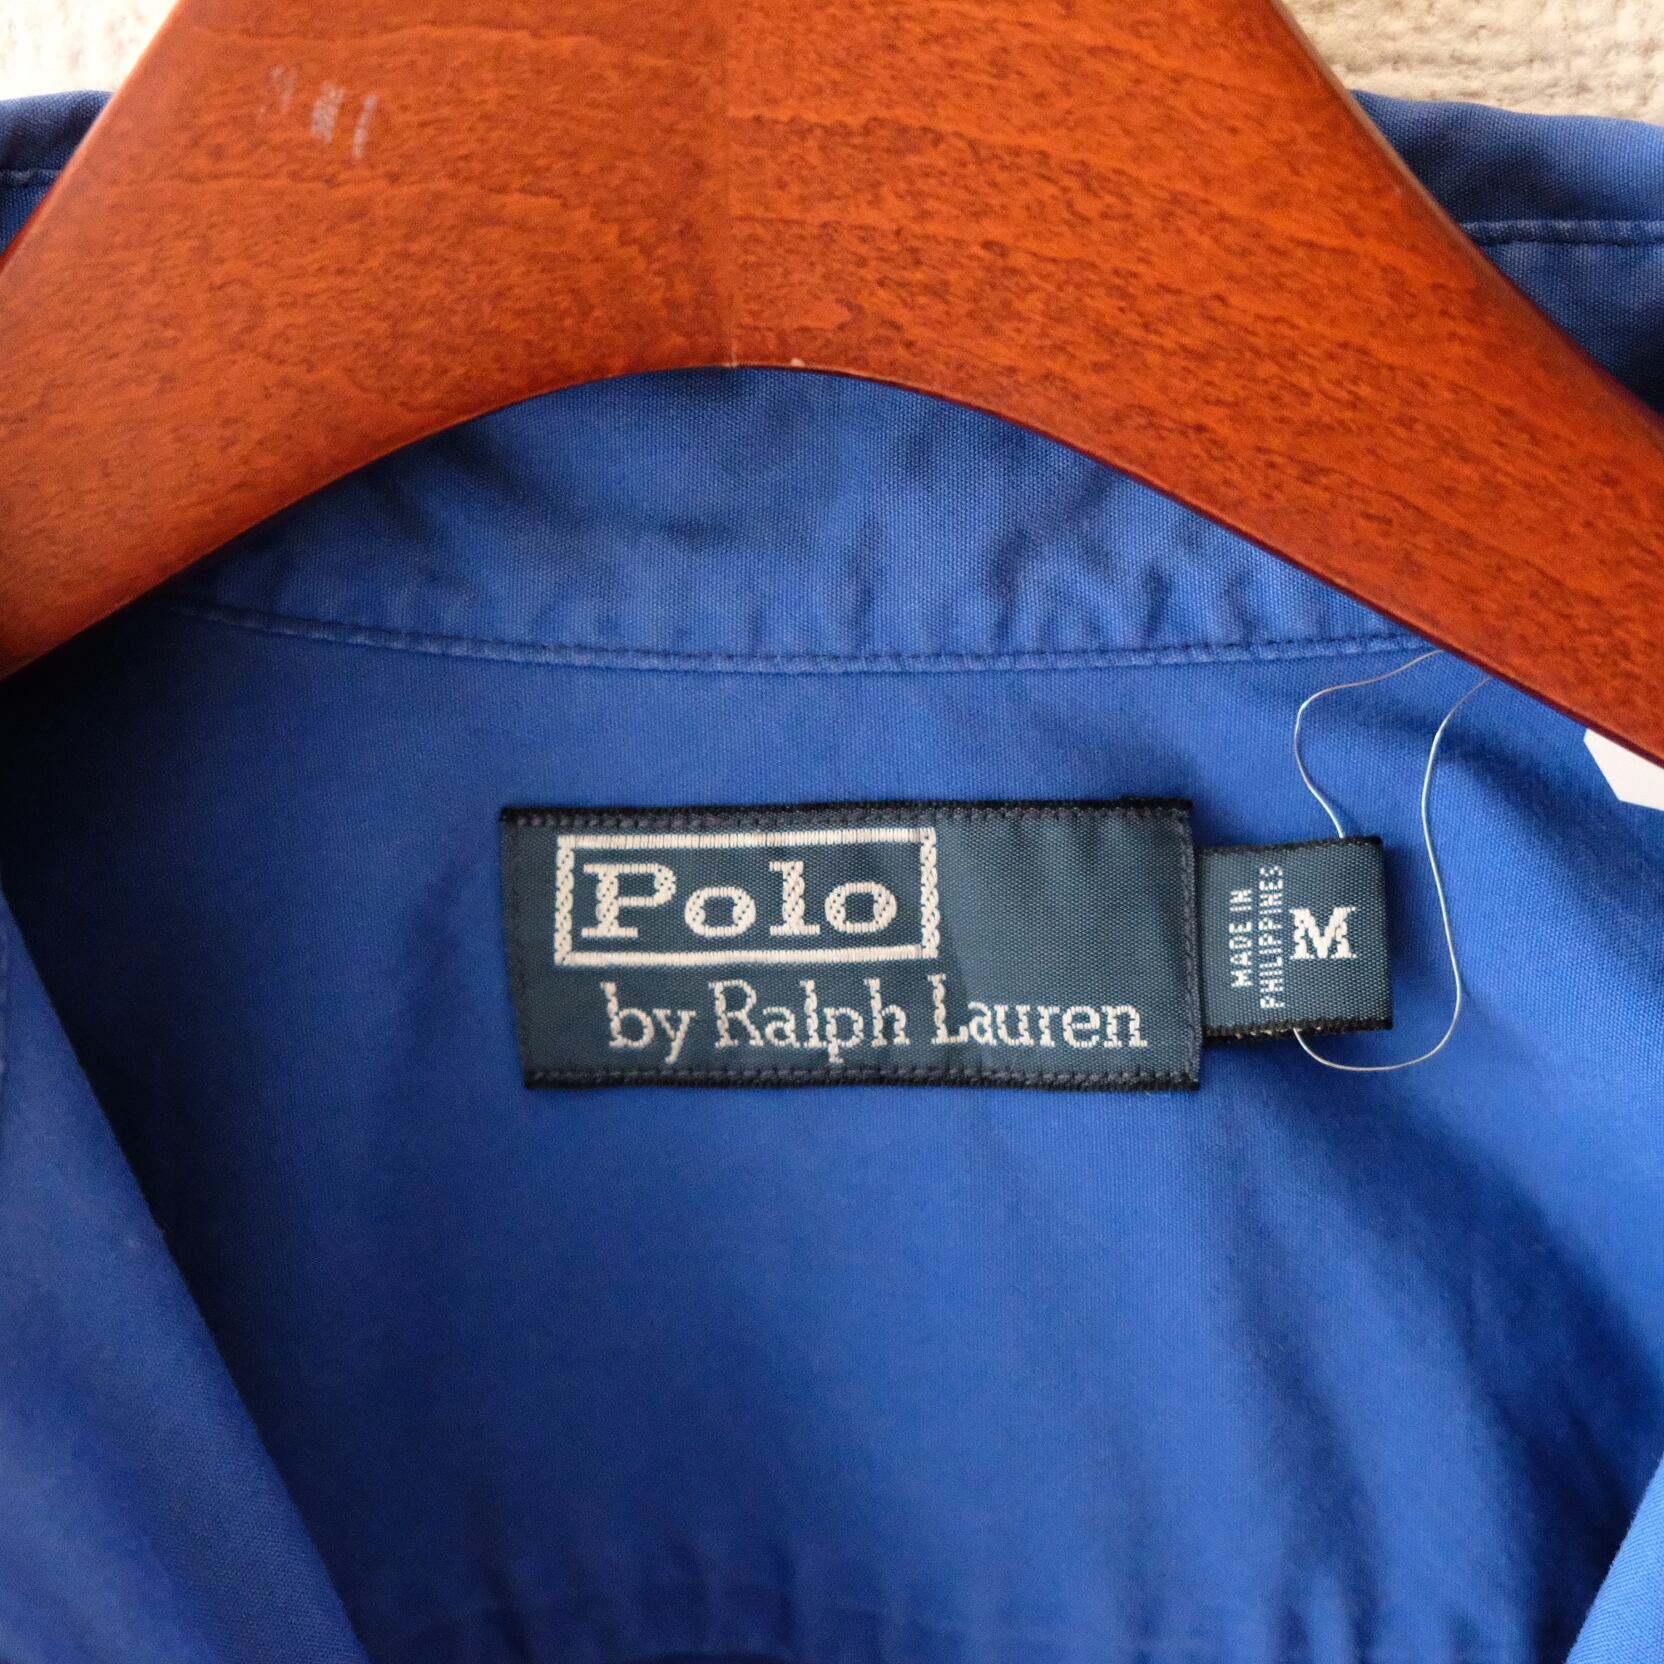 Polo
by Ralph Lauren
MADE IN
PHILIPPINES
M